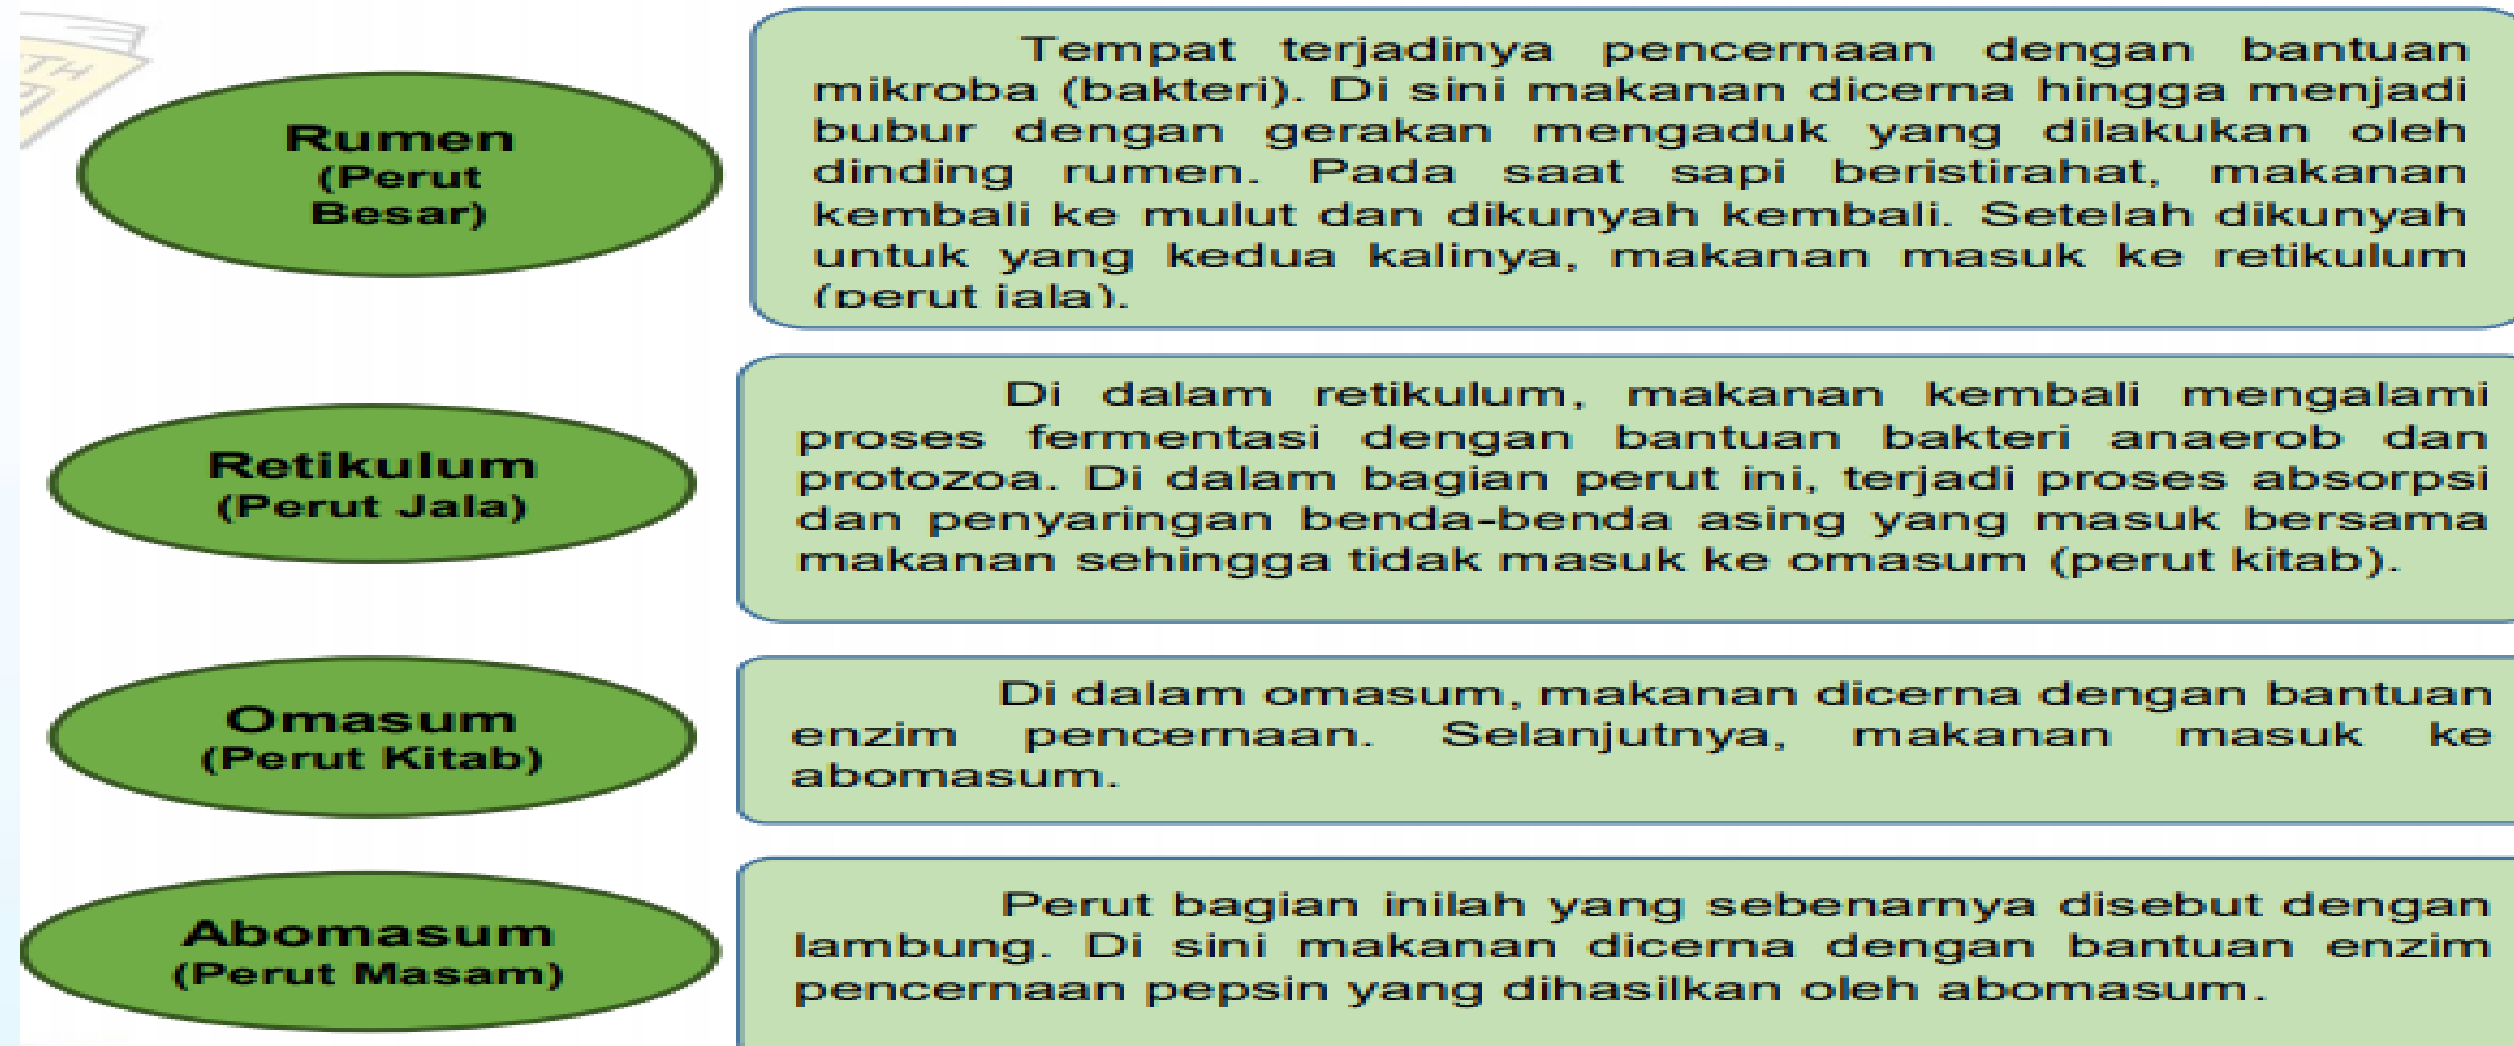 Rumen
(Perut
Besar)
Tempat terjadinya pencernaan dengan bantuan
mikroba (bakteri). Di sini makanan dicerna hingga menjadi
bubur dengan gerakan mengaduk yang dilakukan oleh
dinding rumen. Pada saat sapi beristirahat, makanan
kembali ke mulut dan dikunyah kembali. Setelah dikunyah
untuk yang kedua kalinya, makanan masuk ke retikulum
(perut jala).
Retikulum
(Perut Jala)
Di dalam retikulum, makanan kembali mengalami
proses fermentasi dengan bantuan bakteri anaerob dan
protozoa. Di dalam bagian perut ini, terjadi proses absorpsi
dan penyaringan benda-benda asing yang masuk bersama
makanan sehingga tidak masuk ke omasum (perut kitab).
Omasum
(Perut Kitab)
Di dalam omasum, makanan dicerna dengan bantuan
enzim pencernaan. Selanjutnya, makanan masuk ke
abomasum.
Abomasum
(Perut Masam)
Perut bagian inilah yang sebenarnya disebut dengan
lambung. Di sini makanan dicerna dengan bantuan enzim
pencernaan pepsin yang dihasilkan oleh abomasum.